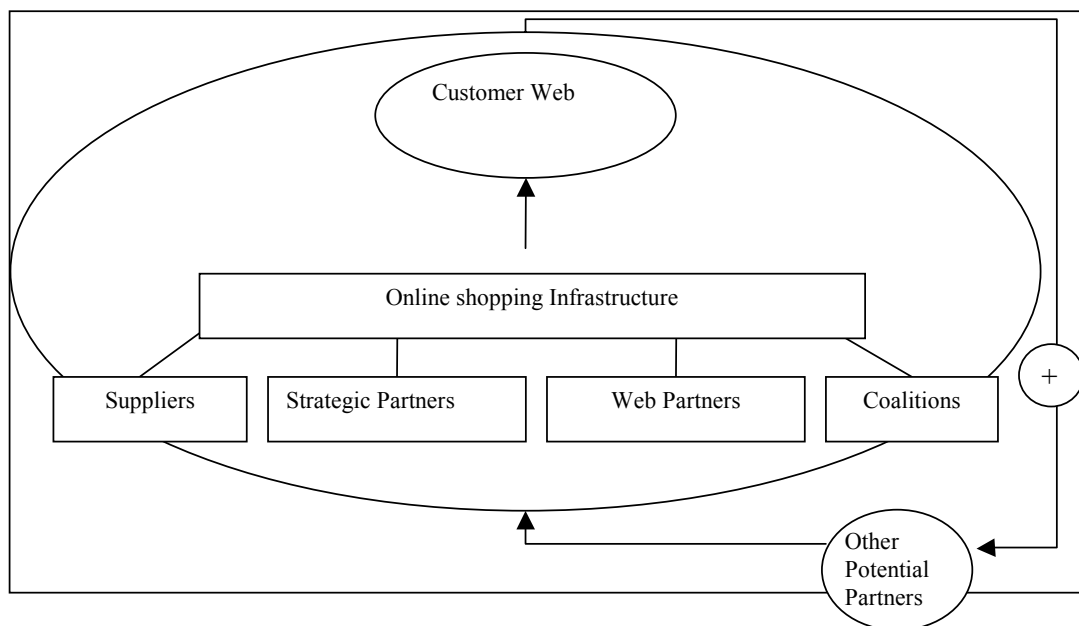 Customer Web
Online shopping Infrastructure
Suppliers
Strategic Partners
Web Partners
Coalitions
+
Other
Potential
Partners